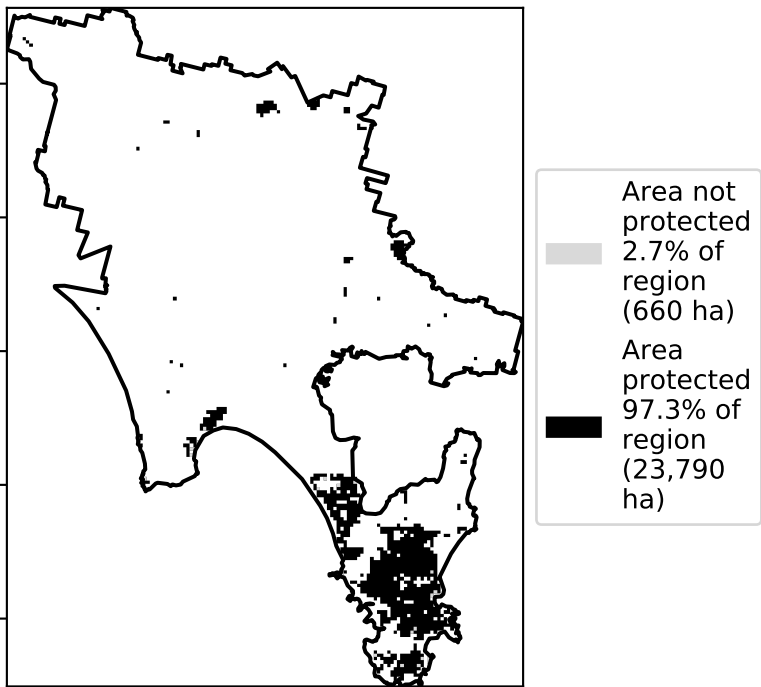 Area not
protected
2.7% of
region
(660 ha)
Area
protected
97.3% of
region
(23,790
ha)